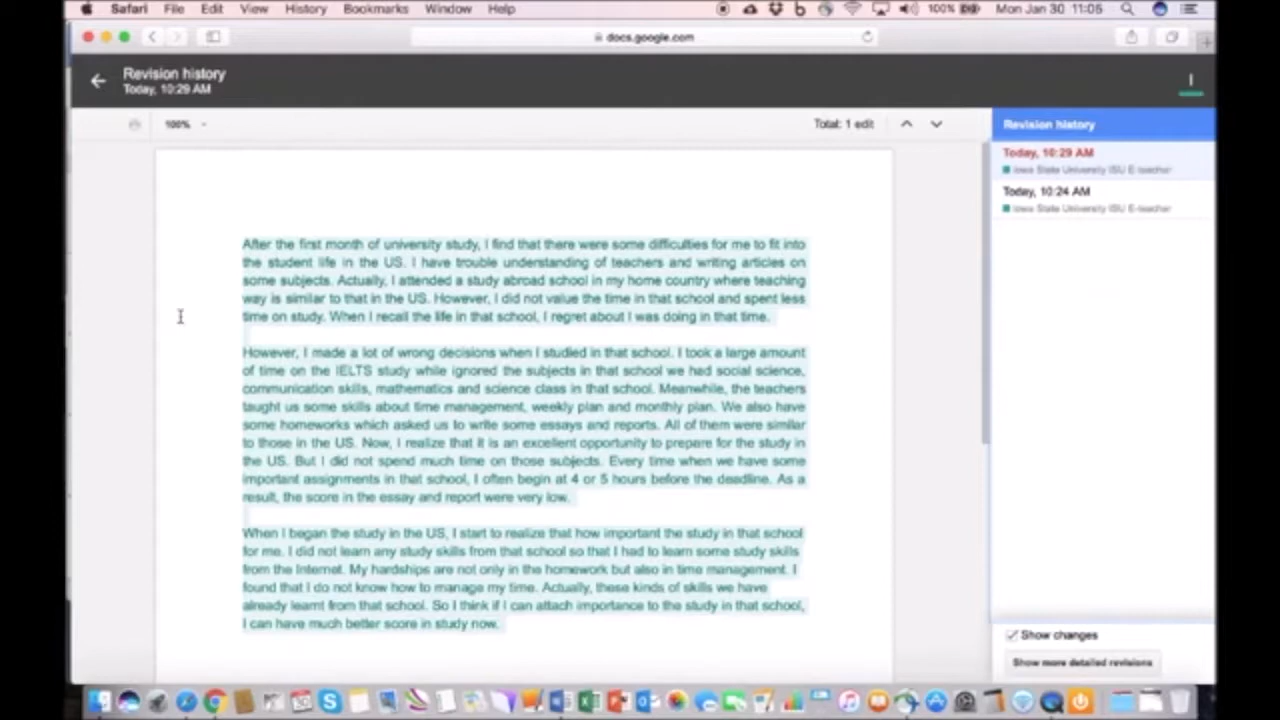 Safari File Edit View History Bookmarks Window Help 100% Mon Jan 30 11:05
docs.google.com
Revision history
Today, 10:29 AM
100% Total: 1 edit
Revision history
Today, 10:29 AM
Iowa State University ISU E-teacher
Today, 10:24 AM
Iowa State University ISU E-teacher
After the first month of university study, I find that there were some difficulties for me to fit into
the student life in the US. I have trouble understanding of teachers and writing articles on
some subjects. Actually, I attended a study abroad school in my home country where teaching
way is similar to that in the US. However, I did not value the time in that school and spent less
time on study. When I recall the life in that school, I regret about I was doing in that time.
However, I made a lot of wrong decisions when I studied in that school. I took a large amount
of time on the IELTS study while ignored the subjects in that school we had social science,
communication skills, mathematics and science class in that school. Meanwhile, the teachers
taught us some skills about time management, weekly plan and monthly plan. We also have
some homeworks which asked us to write some essays and reports. All of them were similar
to those in the US. Now, I realize that it is an excellent opportunity to prepare for the study in
the US. But I did not spend much time on those subjects. Every time when we have some
important assignments in that school, I often begin at 4 or 5 hours before the deadline. As a
result, the score in the essay and report were very low.
When I began the study in the US, I start to realize that how important the study in that school
for me. I did not learn any study skills from that school so that I had to learn some study skills
from the Internet. My hardships are not only in the homework but also in time management. I
found that I do not know how to manage my time. Actually, these kinds of skills we have
already learnt from that school. So I think if I can attach importance to the study in that school,
I can have much better score in study now.
Show changes
Show more detailed revisions